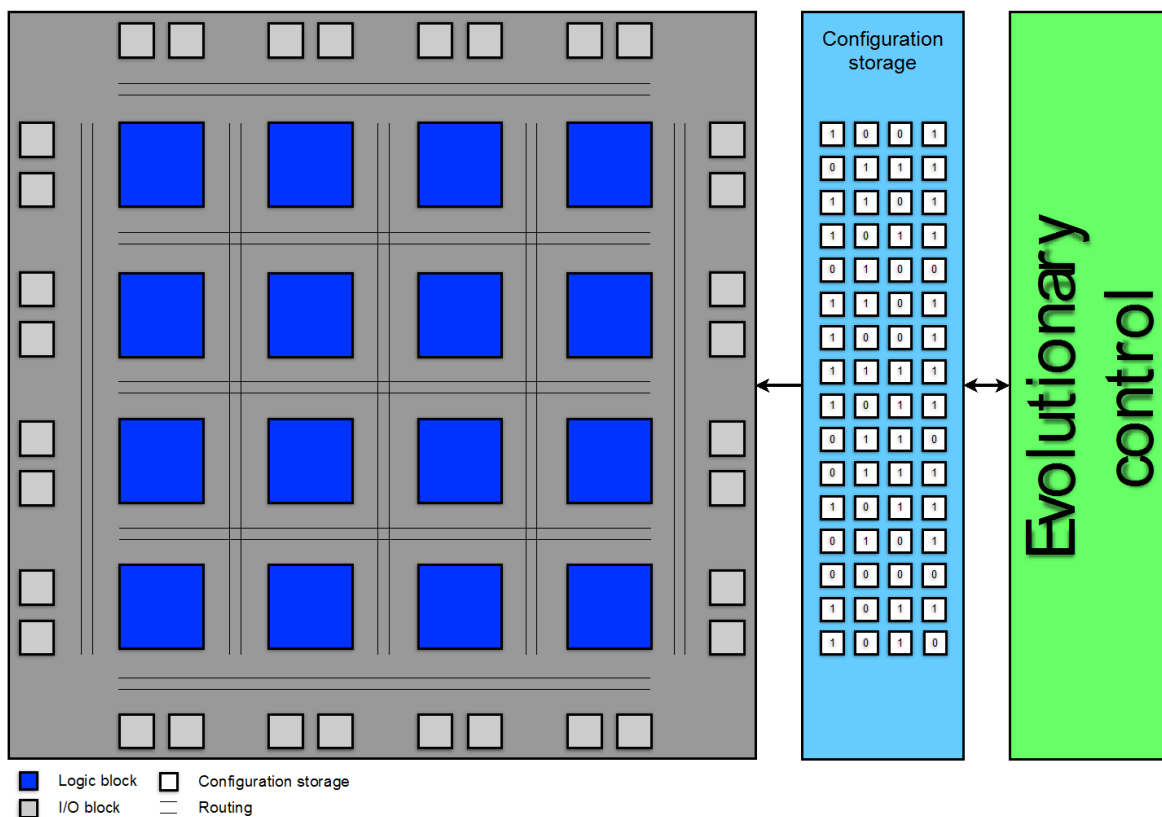 Configuration
storage
1 0 0 1
0 1 1 1
1 1 0 1
1 0 1 1
0 1 0 0
1 1 0 1
1 0 0 1
1 1 1 1
1 0 1 1
0 1 1 0
0 1 1 1
1 0 1 1
0 1 0 1
0 0 0 0
1 0 1 1
1 0 1 0
Evolutionary
control
Logic block
Configuration storage
I/O block
Routing